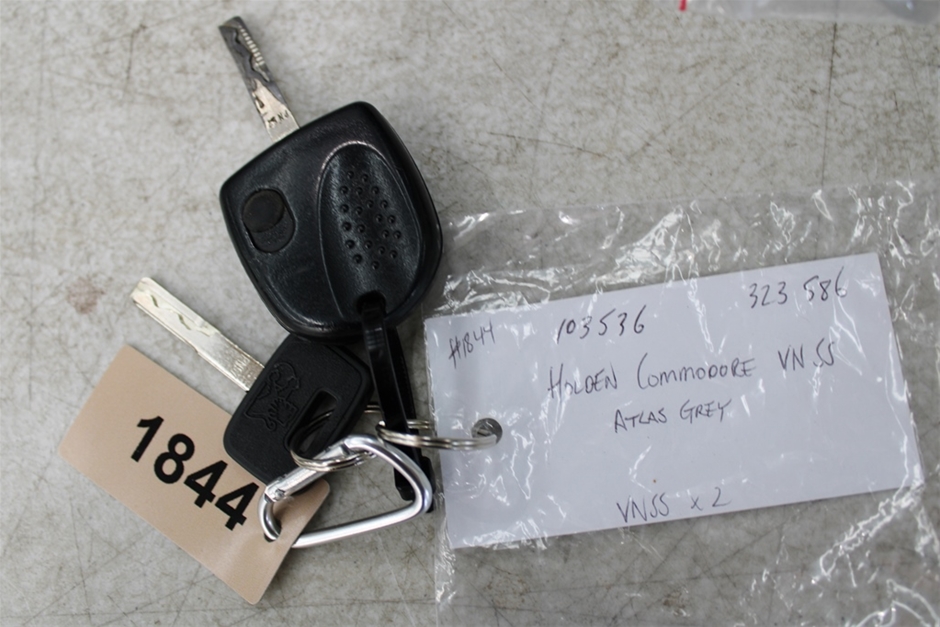 #1844 103536 323 586
HOLDEN COMMODORE VN SS
ATLAS GREY
VNSS x 2
1844